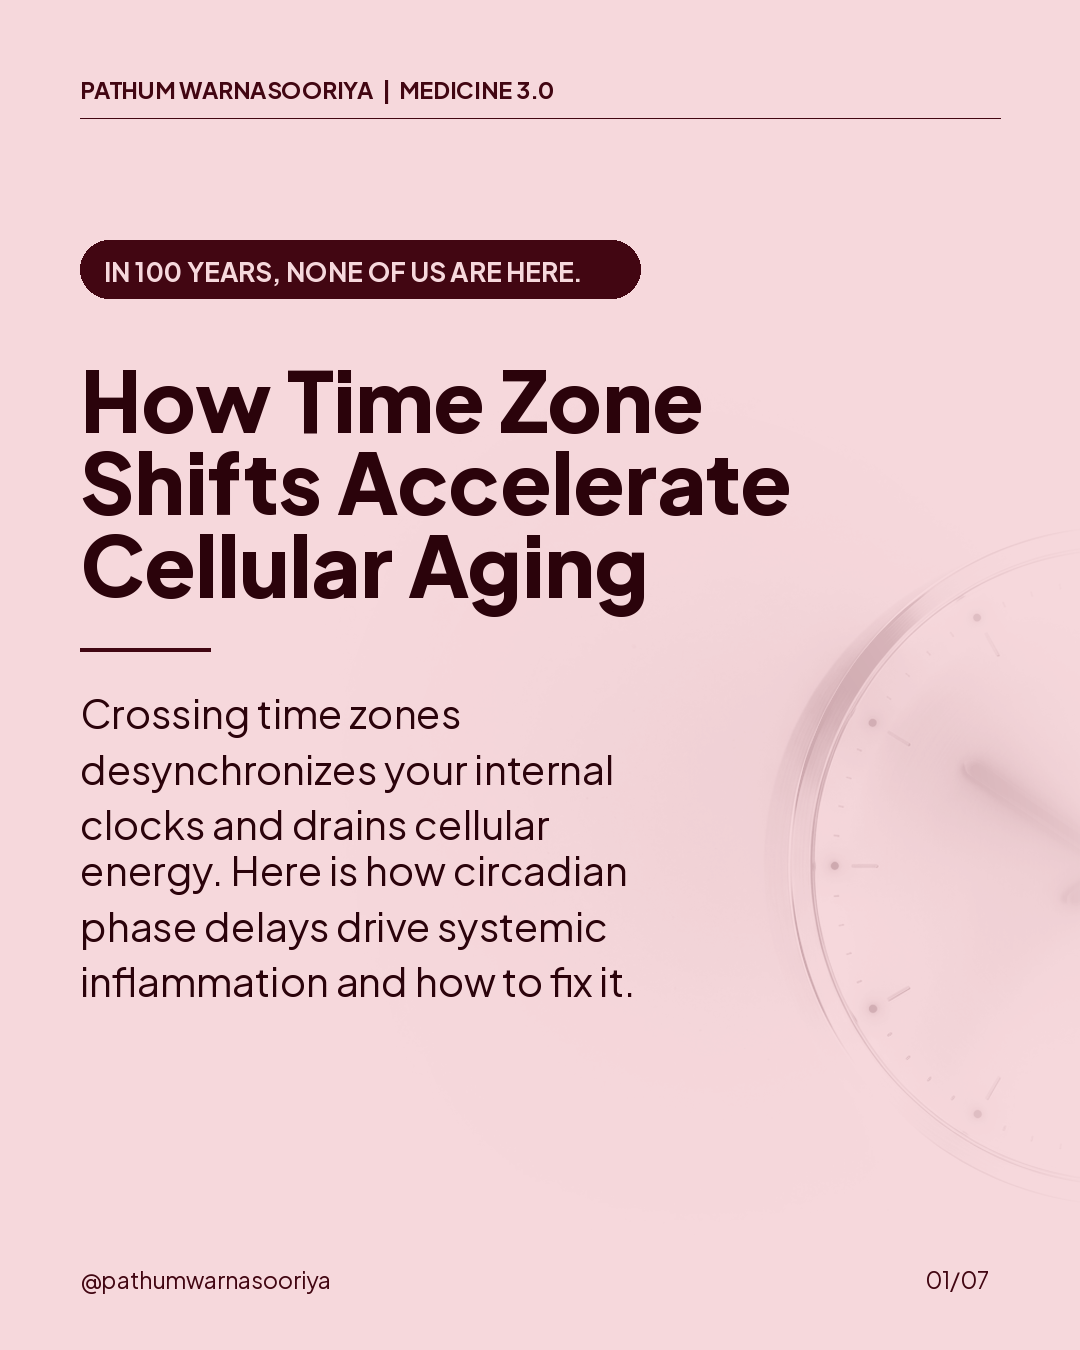 PATHUM WARNASOORIYA | MEDICINE 3.0
IN 100 YEARS, NONE OF US ARE HERE.
How Time Zone
Shifts Accelerate
Cellular Aging
Crossing time zones
desynchronizes your internal
clocks and drains cellular
energy. Here is how circadian
phase delays drive systemic
inflammation and how to fix it.
@pathumwarnasooriya
01/07